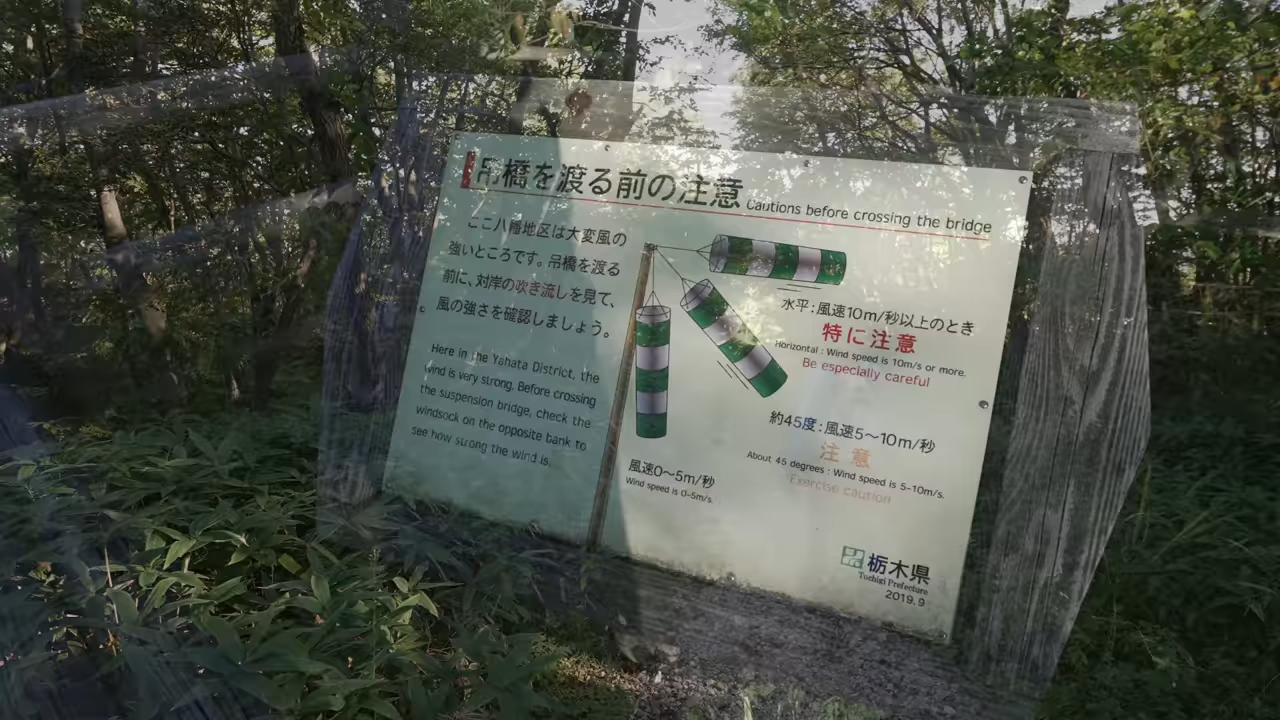 吊橋を渡る前の注意 Cautions before crossing the bridge
ここ八幡地区は大変風の
強いところです。吊橋を渡る
前に、対岸の吹き流しを見て、
風の強さを確認しましょう。
Here in the Yahata District, the
wind is very strong. Before crossing
the suspension bridge, check the
windsock on the opposite bank to
see how strong the wind is.
水平:風速10m/秒以上のとき
特に注意
Horizontal : Wind speed is 10m/s or more.
Be especially careful
約45度:風速5〜10m/秒
注意
About 45 degrees : Wind speed is 5-10m/s.
Exercise caution
風速0〜5m/秒
Wind speed is 0-5m/s.
栃木県
Tochigi Prefecture
2019.9